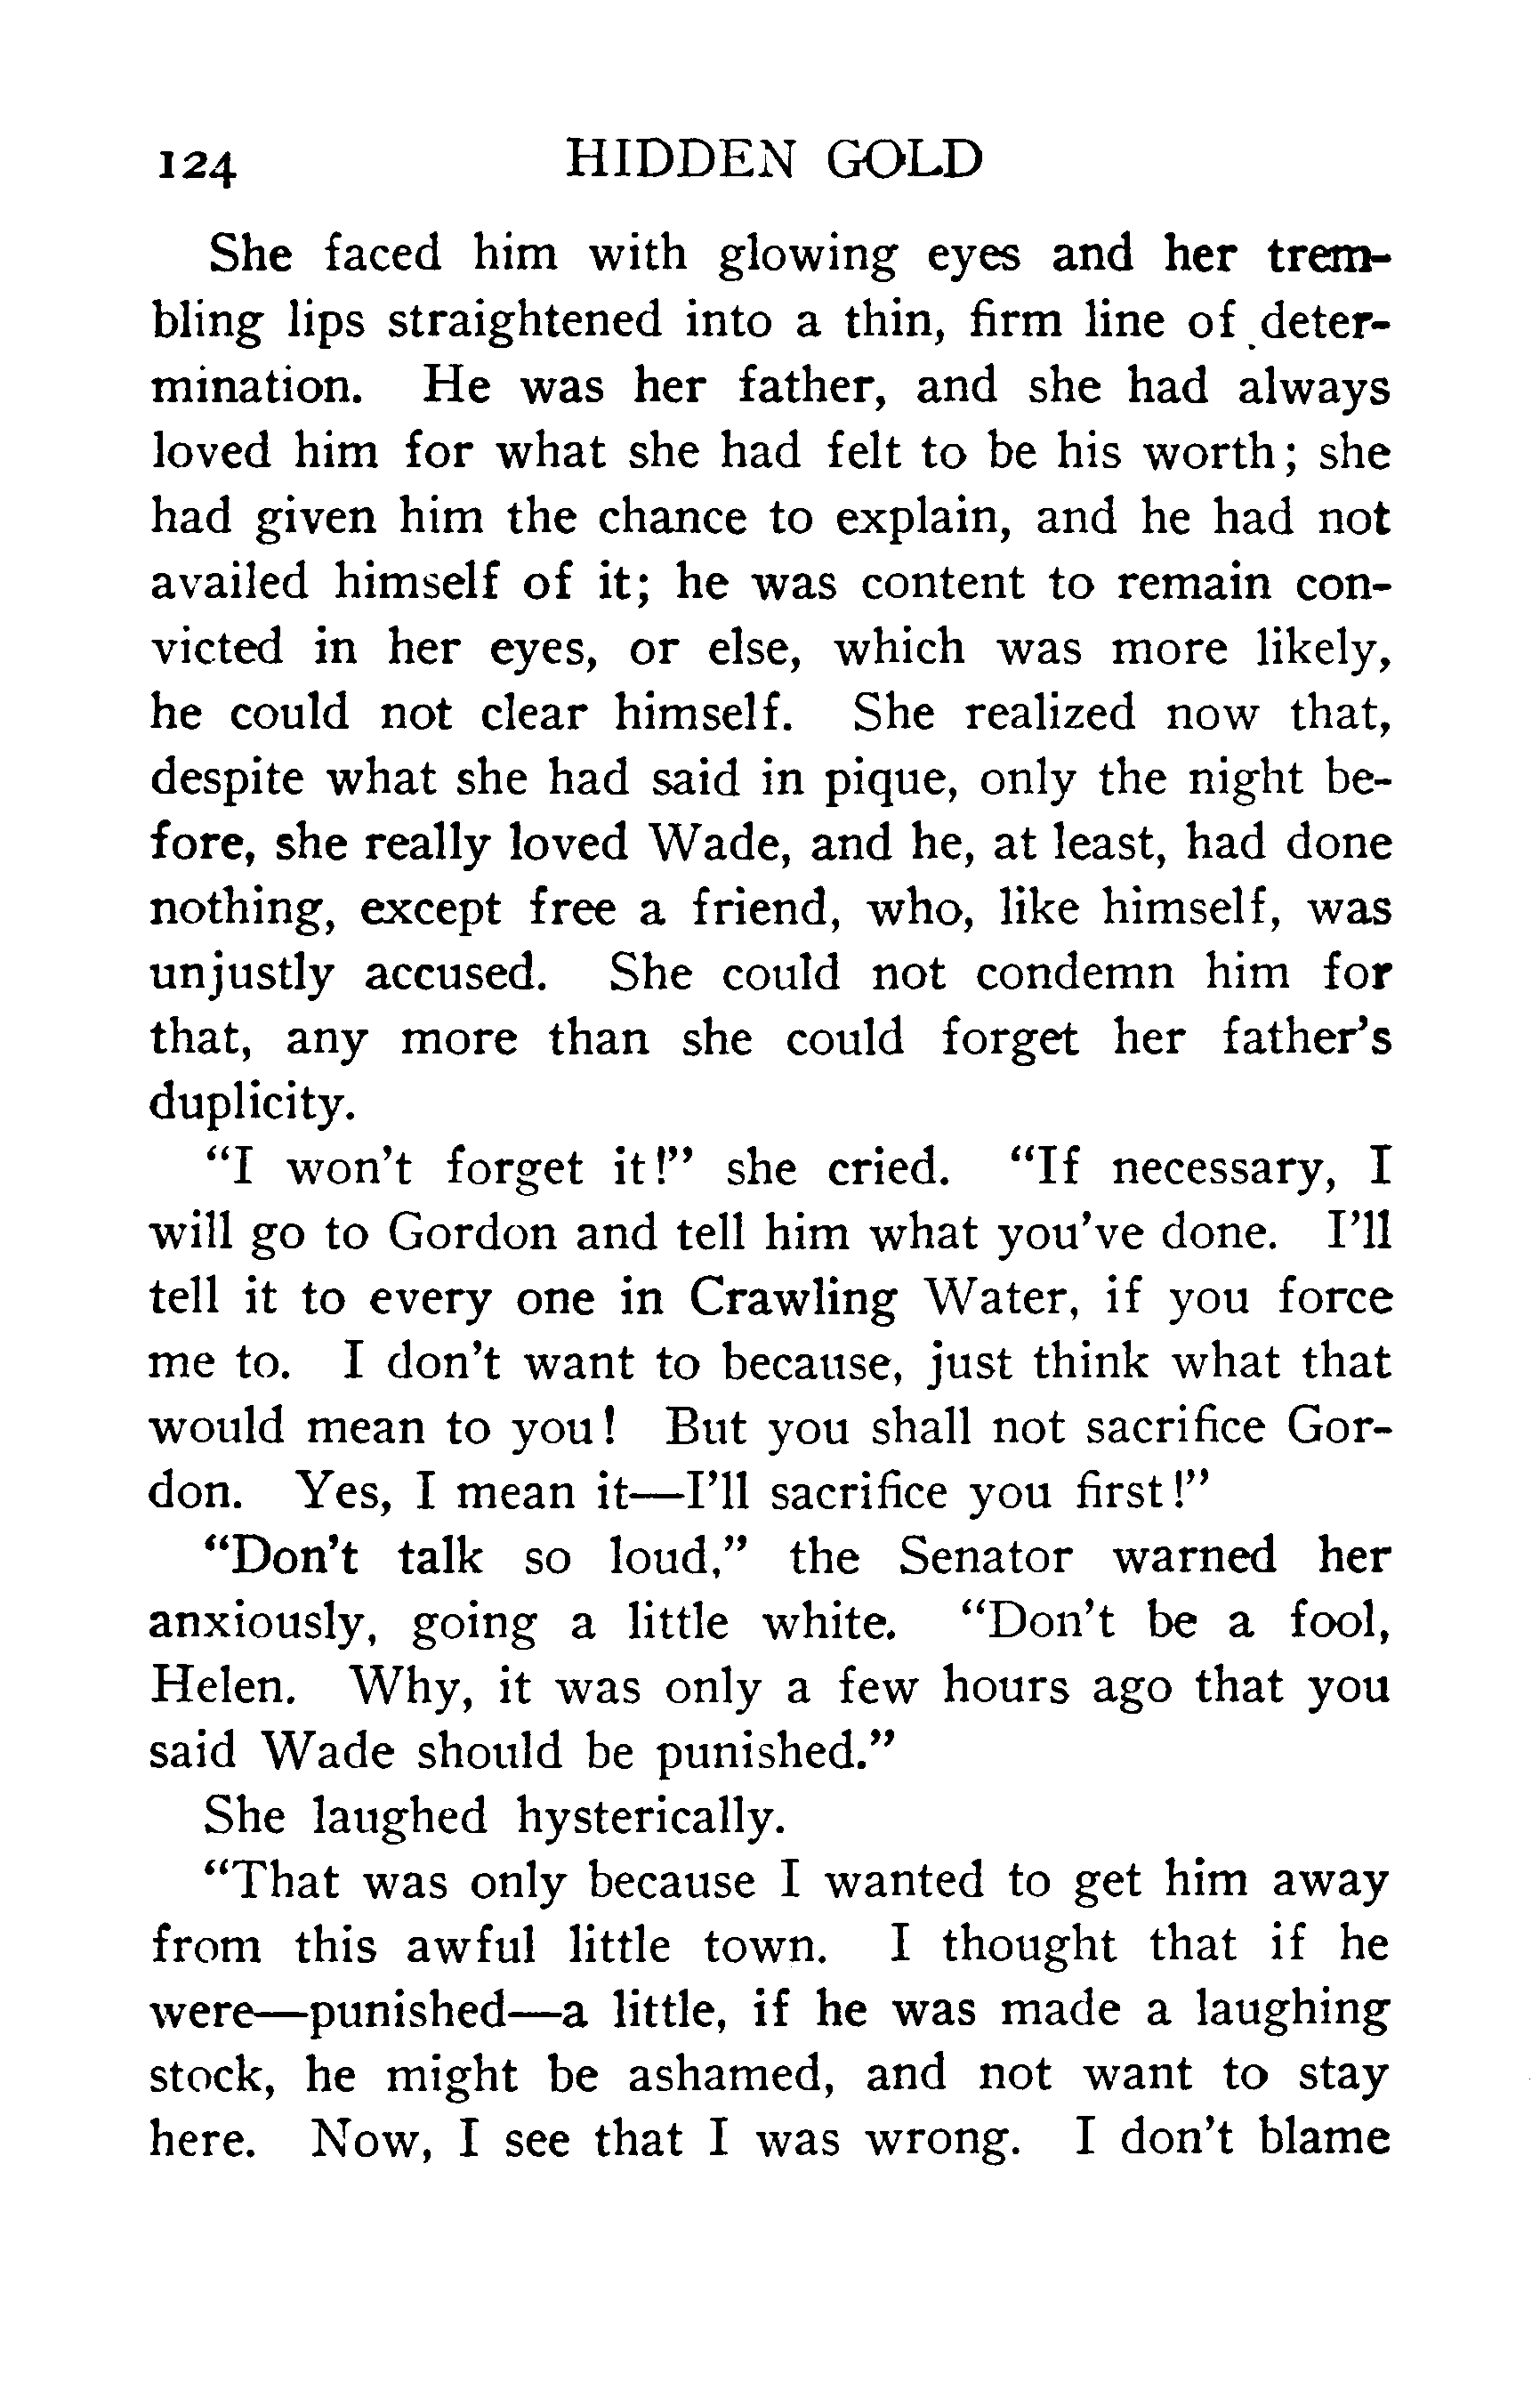 124 HIDDEN GOLD
She faced him with glowing eyes and her trem-
bling lips straightened into a thin, firm line of deter-
mination. He was her father, and she had always
loved him for what she had felt to be his worth; she
had given him the chance to explain, and he had not
availed himself of it; he was content to remain con-
victed in her eyes, or else, which was more likely,
he could not clear himself. She realized now that,
despite what she had said in pique, only the night be-
fore, she really loved Wade, and he, at least, had done
nothing, except free a friend, who, like himself, was
unjustly accused. She could not condemn him for
that, any more than she could forget her father's
duplicity.
"I won't forget it!" she cried. "If necessary, I
will go to Gordon and tell him what you've done. I'll
tell it to every one in Crawling Water, if you force
me to. I don't want to because, just think what that
would mean to you! But you shall not sacrifice Gor-
don. Yes, I mean it—I'll sacrifice you first!"
"Don't talk so loud," the Senator warned her
anxiously, going a little white. "Don't be a fool,
Helen. Why, it was only a few hours ago that you
said Wade should be punished."
She laughed hysterically.
"That was only because I wanted to get him away
from this awful little town. I thought that if he
were—punished—a little, if he was made a laughing
stock, he might be ashamed, and not want to stay
here. Now, I see that I was wrong. I don't blame